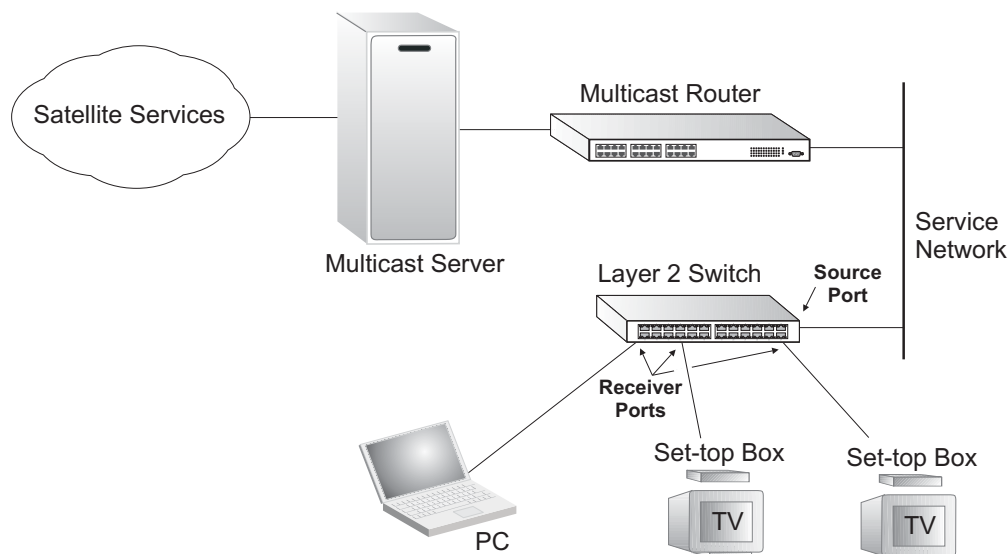 Satellite Services
Multicast Router
Service
Network
Multicast Server
Layer 2 Switch
Source
Port
Receiver
Ports
Set-top Box
Set-top Box
TV
TV
PC